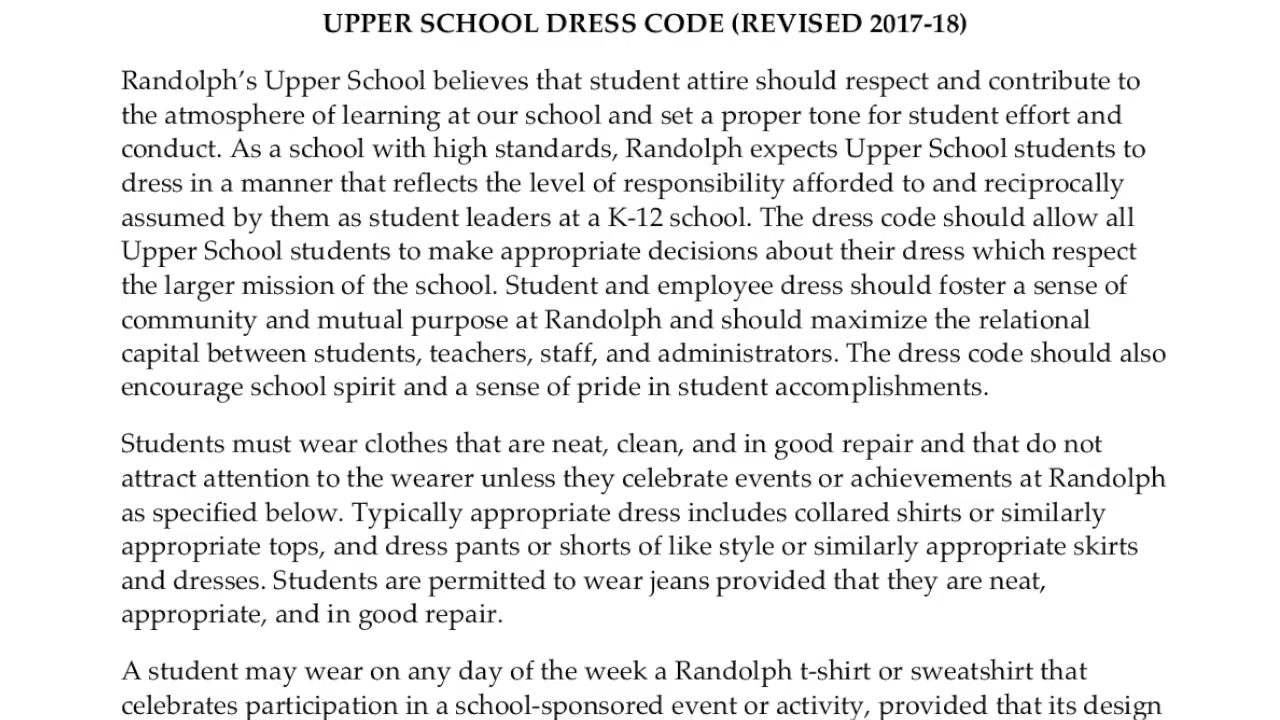 UPPER SCHOOL DRESS CODE (REVISED 2017-18)
Randolph’s Upper School believes that student attire should respect and contribute to
the atmosphere of learning at our school and set a proper tone for student effort and
conduct. As a school with high standards, Randolph expects Upper School students to
dress in a manner that reflects the level of responsibility afforded to and reciprocally
assumed by them as student leaders at a K-12 school. The dress code should allow all
Upper School students to make appropriate decisions about their dress which respect
the larger mission of the school. Student and employee dress should foster a sense of
community and mutual purpose at Randolph and should maximize the relational
capital between students, teachers, staff, and administrators. The dress code should also
encourage school spirit and a sense of pride in student accomplishments.
Students must wear clothes that are neat, clean, and in good repair and that do not
attract attention to the wearer unless they celebrate events or achievements at Randolph
as specified below. Typically appropriate dress includes collared shirts or similarly
appropriate tops, and dress pants or shorts of like style or similarly appropriate skirts
and dresses. Students are permitted to wear jeans provided that they are neat,
appropriate, and in good repair.
A student may wear on any day of the week a Randolph t-shirt or sweatshirt that
celebrates participation in a school-sponsored event or activity, provided that its design